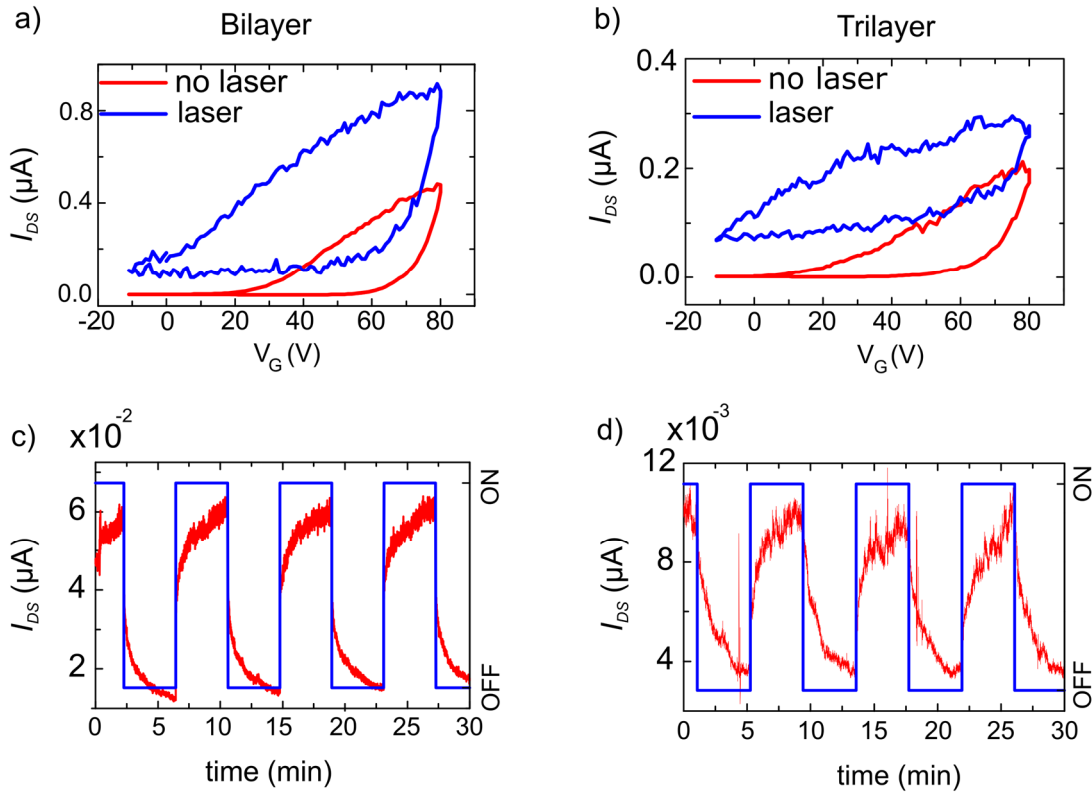 a)
Bilayer
no laser
laser
0.8
0.4
0.0
I_DS (μA)
-20
0
20
40
60
80
V_G (V)
b)
Trilayer
no laser
laser
0.4
0.2
0.0
I_DS (μA)
-20
0
20
40
60
80
V_G (V)
c)
x10^-2
6
4
2
I_DS (μA)
ON
OFF
0
5
10
15
20
25
30
time (min)
d)
x10^-3
12
8
4
I_DS (μA)
ON
OFF
0
5
10
15
20
25
30
time (min)